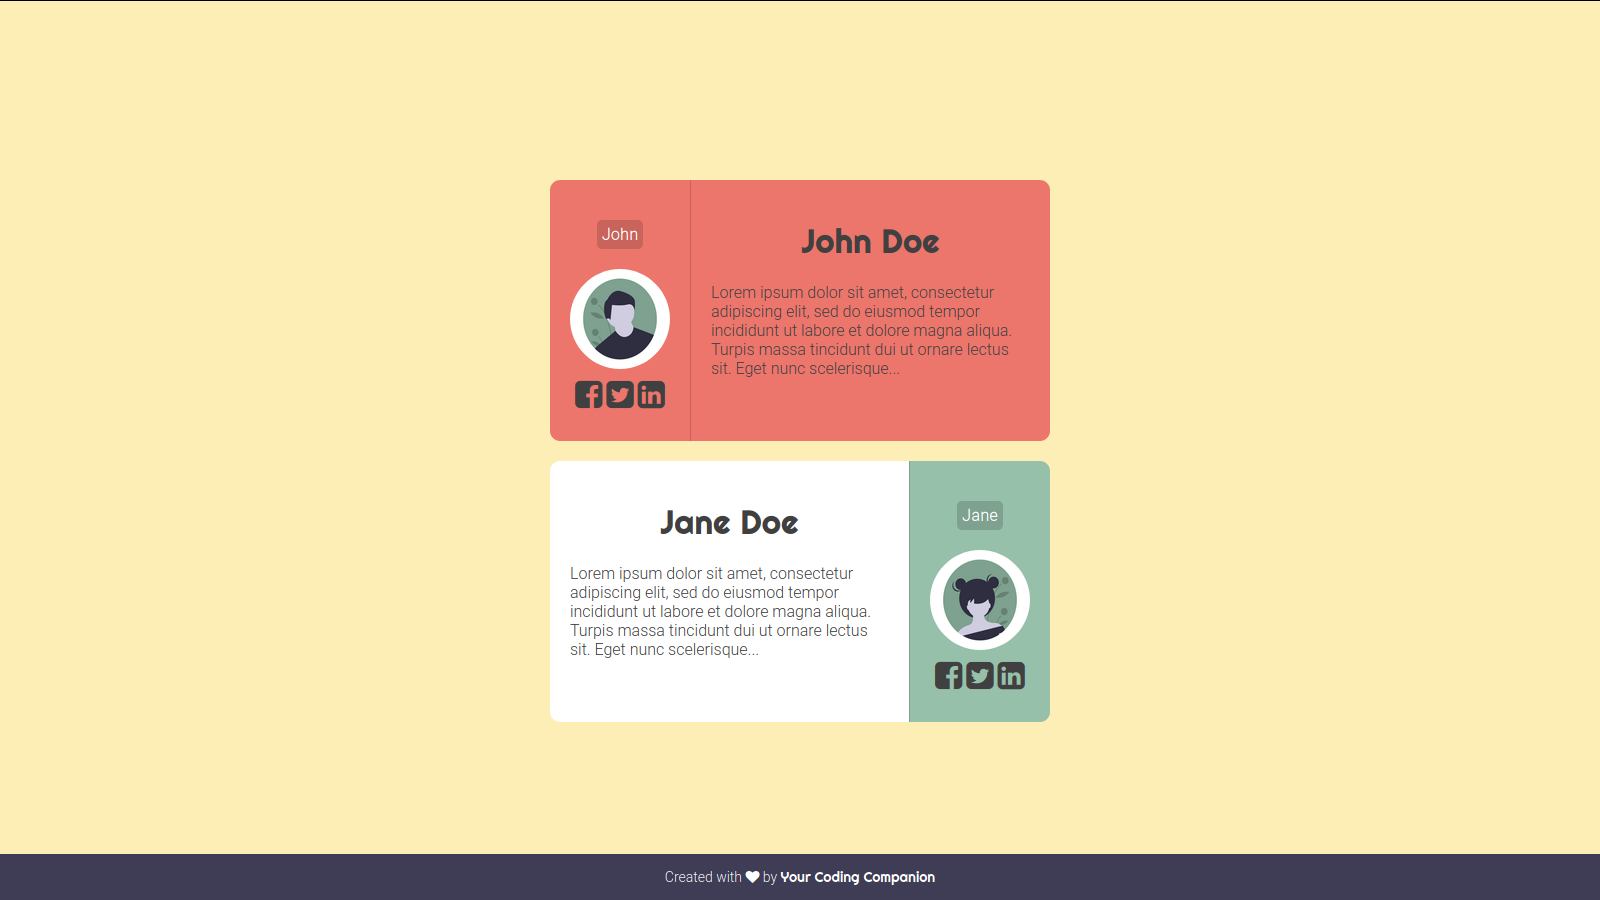 John
John Doe
Lorem ipsum dolor sit amet, consectetur
adipiscing elit, sed do eiusmod tempor
incididunt ut labore et dolore magna aliqua.
Turpis massa tincidunt dui ut ornare lectus
sit. Eget nunc scelerisque...
Jane Doe
Lorem ipsum dolor sit amet, consectetur
adipiscing elit, sed do eiusmod tempor
incididunt ut labore et dolore magna aliqua.
Turpis massa tincidunt dui ut ornare lectus
sit. Eget nunc scelerisque...
Jane
Created with by Your Coding Companion